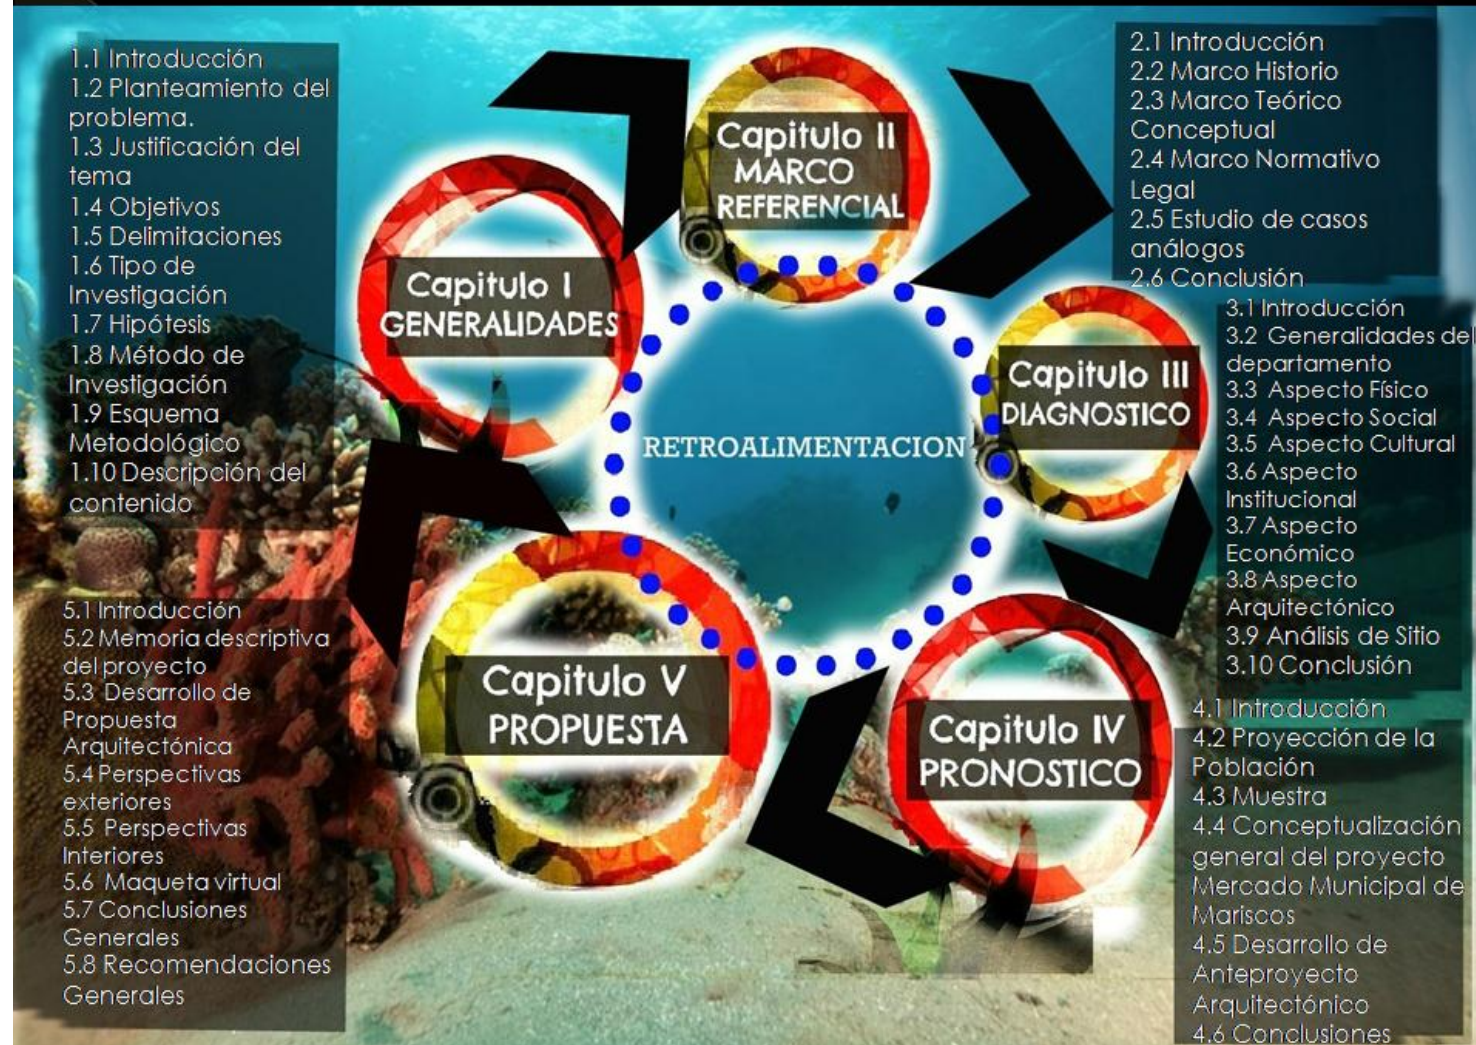 1.1 Introducción
1.2 Planteamiento del
problema.
1.3 Justificación del
tema
1.4 Objetivos
1.5 Delimitaciones
1.6 Tipo de
Investigación
1.7 Hipótesis
1.8 Método de
Investigación
1.9 Esquema
Metodológico
1.10 Descripción del
contenido
Capitulo I
GENERALIDADES
Capitulo II
MARCO
REFERENCIAL
2.1 Introducción
2.2 Marco Historio
2.3 Marco Teórico
Conceptual
2.4 Marco Normativo
Legal
2.5 Estudio de casos
análogos
2.6 Conclusión
Capitulo III
DIAGNOSTICO
3.1 Introducción
3.2 Generalidades del
departamento
3.3 Aspecto Físico
3.4 Aspecto Social
3.5 Aspecto Cultural
3.6 Aspecto
Institucional
3.7 Aspecto
Económico
3.8 Aspecto
Arquitectónico
3.9 Análisis de Sitio
3.10 Conclusión
RETROALIMENTACION
Capitulo IV
PRONOSTICO
4.1 Introducción
4.2 Proyección de la
Población
4.3 Muestra
4.4 Conceptualización
general del proyecto
Mercado Municipal de
Mariscos
4.5 Desarrollo de
Anteproyecto
Arquitectónico
4.6 Conclusiones
Capitulo V
PROPUESTA
5.1 Introducción
5.2 Memoria descriptiva
del proyecto
5.3 Desarrollo de
Propuesta
Arquitectónica
5.4 Perspectivas
exteriores
5.5 Perspectivas
Interiores
5.6 Maqueta virtual
5.7 Conclusiones
Generales
5.8 Recomendaciones
Generales